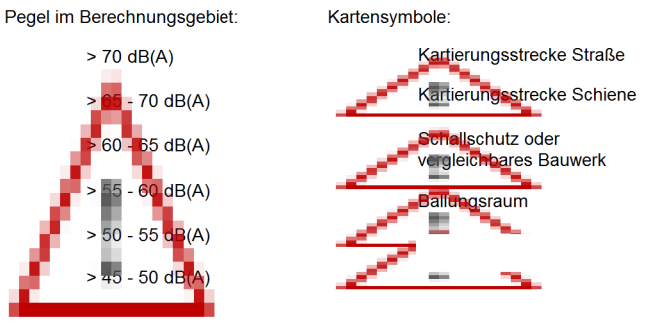 Pegel im Berechnungsgebiet:
> 70 dB(A)
> 65 - 70 dB(A)
> 60 - 65 dB(A)
> 55 - 60 dB(A)
> 50 - 55 dB(A)
> 45 - 50 dB(A)
Kartensymbole:
Kartierungsstrecke Straße
Kartierungsstrecke Schiene
Schallschutz oder
vergleichbares Bauwerk
Ballungsraum